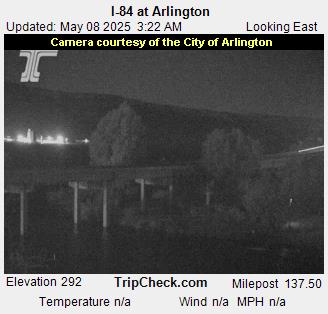 I-84 at Arlington
Updated: May 08 2025 3:22 AM Looking East
Camera courtesy of the City of Arlington
Elevation 292 TripCheck.com Milepost 137.50
Temperature n/a Wind n/a MPH n/a